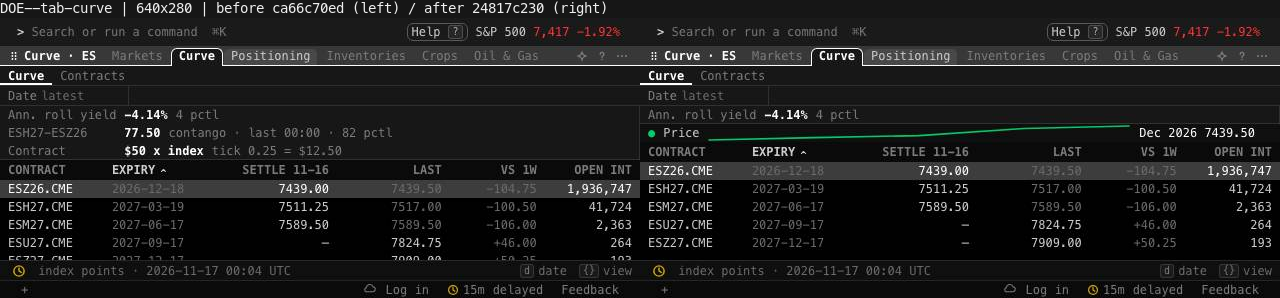 DOE--tab-curve | 640x280 | before ca66c70ed (left) / after 24817c230 (right)
> Search or run a command ⌘K Help ? S&P 500 7,417 −1.92%
⠿ Curve · ES Markets Curve Positioning Inventories Crops Oil & Gas ✧ ? ⋯
Curve Contracts
Date latest
Ann. roll yield −4.14% 4 pctl
ESH27−ESZ26 77.50 contango · last 00:00 · 82 pctl
Contract $50 x index tick 0.25 = $12.50
CONTRACT EXPIRY ^ SETTLE 11−16 LAST VS 1W OPEN INT
ESZ26.CME 2026−12−18 7439.00 7439.50 −104.75 1,936,747
ESH27.CME 2027−03−19 7511.25 7517.00 −100.50 41,724
ESM27.CME 2027−06−17 7589.50 7593.50 −106.00 2,363
ESU27.CME 2027−09−17 — 7824.75 +46.00 264
ESZ27.CME 2027−12−17 7909.00 +50.25 193
index points · 2026−11−17 00:04 UTC d date {} view
+ Log in 15m delayed Feedback
> Search or run a command ⌘K Help ? S&P 500 7,417 −1.92%
⠿ Curve · ES Markets Curve Positioning Inventories Crops Oil & Gas ✧ ? ⋯
Curve Contracts
Date latest
Ann. roll yield −4.14% 4 pctl
● Price Dec 2026 7439.50
CONTRACT EXPIRY ^ SETTLE 11−16 LAST VS 1W OPEN INT
ESZ26.CME 2026−12−18 7439.00 7439.50 −104.75 1,936,747
ESH27.CME 2027−03−19 7511.25 7517.00 −100.50 41,724
ESM27.CME 2027−06−17 7589.50 7593.50 −106.00 2,363
ESU27.CME 2027−09−17 — 7824.75 +46.00 264
ESZ27.CME 2027−12−17 — 7909.00 +50.25 193
index points · 2026−11−17 00:04 UTC d date {} view
+ Log in 15m delayed Feedback